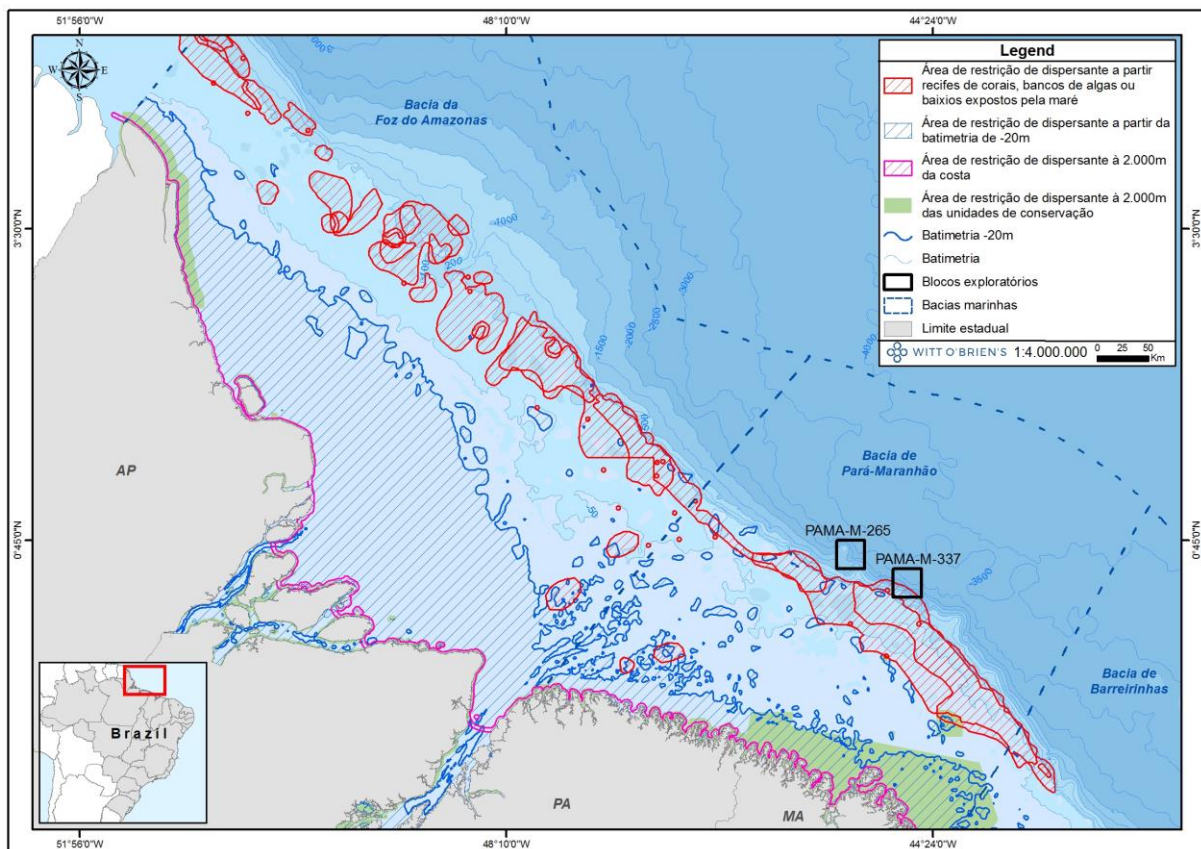 51°56'0"W
48°10'0"W
44°24'0"W
N
W
E
S
Bacia da
Foz do Amazonas
Legend
Área de restrição de dispersante a partir
recifes de corais, bancos de algas ou
baixios expostos pela maré
Área de restrição de dispersante a partir da
batimetria de -20m
Área de restrição de dispersante à 2.000m
da costa
Área de restrição de dispersante à 2.000m
das unidades de conservação
Batimetria -20m
Batimetria
Blocos exploratórios
Bacias marinhas
Limite estadual
WITT O'BRIEN'S
1:4.000.000
0 25 50
Km
3°30'0"N
3°30'0"N
-3000
-1000
-100
-200
-1500
-2000
-2500
-3000
-4000
-50
-3500
AP
Bacia de
Pará-Maranhão
0°45'0"N
0°45'0"N
PAMA-M-265
PAMA-M-337
Bacia de
Barreirinhas
Brazil
PA
MA
51°56'0"W
48°10'0"W
44°24'0"W